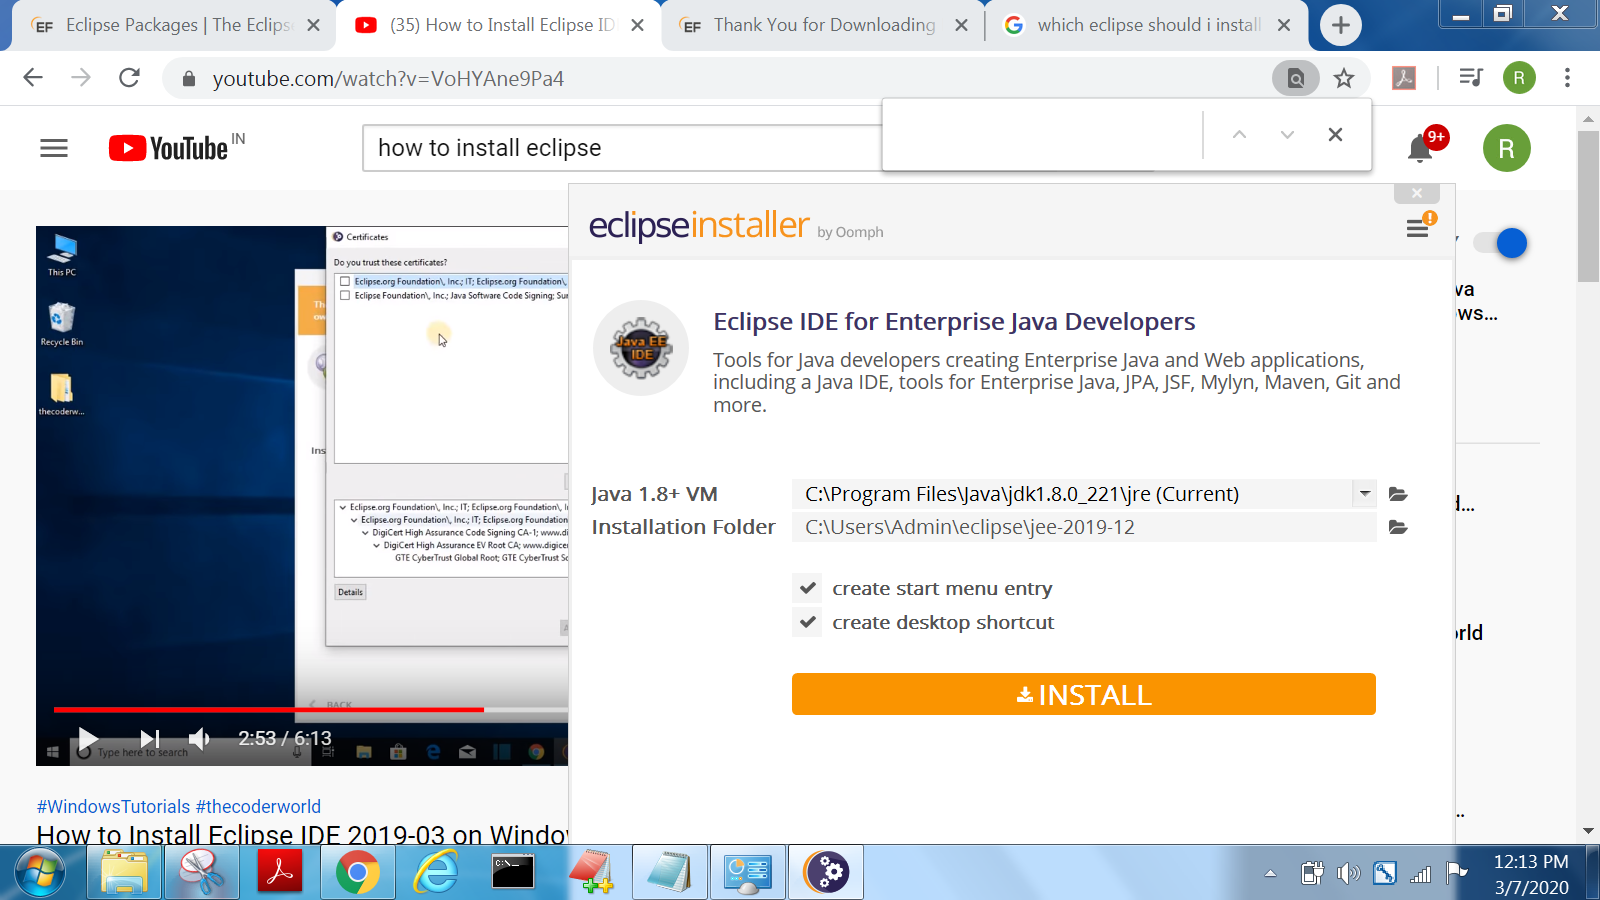 Eclipse Packages | The Eclips
(35) How to Install Eclipse ID
Thank You for Downloading
which eclipse should i install
youtube.com/watch?v=VoHYAne9Pa4
R
YouTube IN
how to install eclipse
9+
R
eclipseinstaller by Oomph
!
This PC
Recycle Bin
thecoderw...
Certificates
Do you trust these certificates?
Eclipse.org Foundation\, Inc.; IT; Eclipse.org Foundation\,
Eclipse Foundation\, Inc.; Java Software Code Signing; Su
Eclipse.org Foundation\, Inc.; IT; Eclipse.org Foundation
Eclipse.org Foundation\, Inc.; IT; Eclipse.org Foundation
DigiCert High Assurance Code Signing CA-1; www.di
DigiCert High Assurance EV Root CA; www.digicer
GTE CyberTrust Global Root; GTE CyberTrust So
Details
BACK
Type here to search
2:53 / 6:13
Java EE
IDE
Eclipse IDE for Enterprise Java Developers
Tools for Java developers creating Enterprise Java and Web applications,
including a Java IDE, tools for Enterprise Java, JPA, JSF, Mylyn, Maven, Git and
more.
Java 1.8+ VM
C:\Program Files\Java\jdk1.8.0_221\jre (Current)
Installation Folder
C:\Users\Admin\eclipse\jee-2019-12
create start menu entry
create desktop shortcut
INSTALL
#WindowsTutorials #thecoderworld
How to Install Eclipse IDE 2019-03 on Window
12:13 PM
3/7/2020